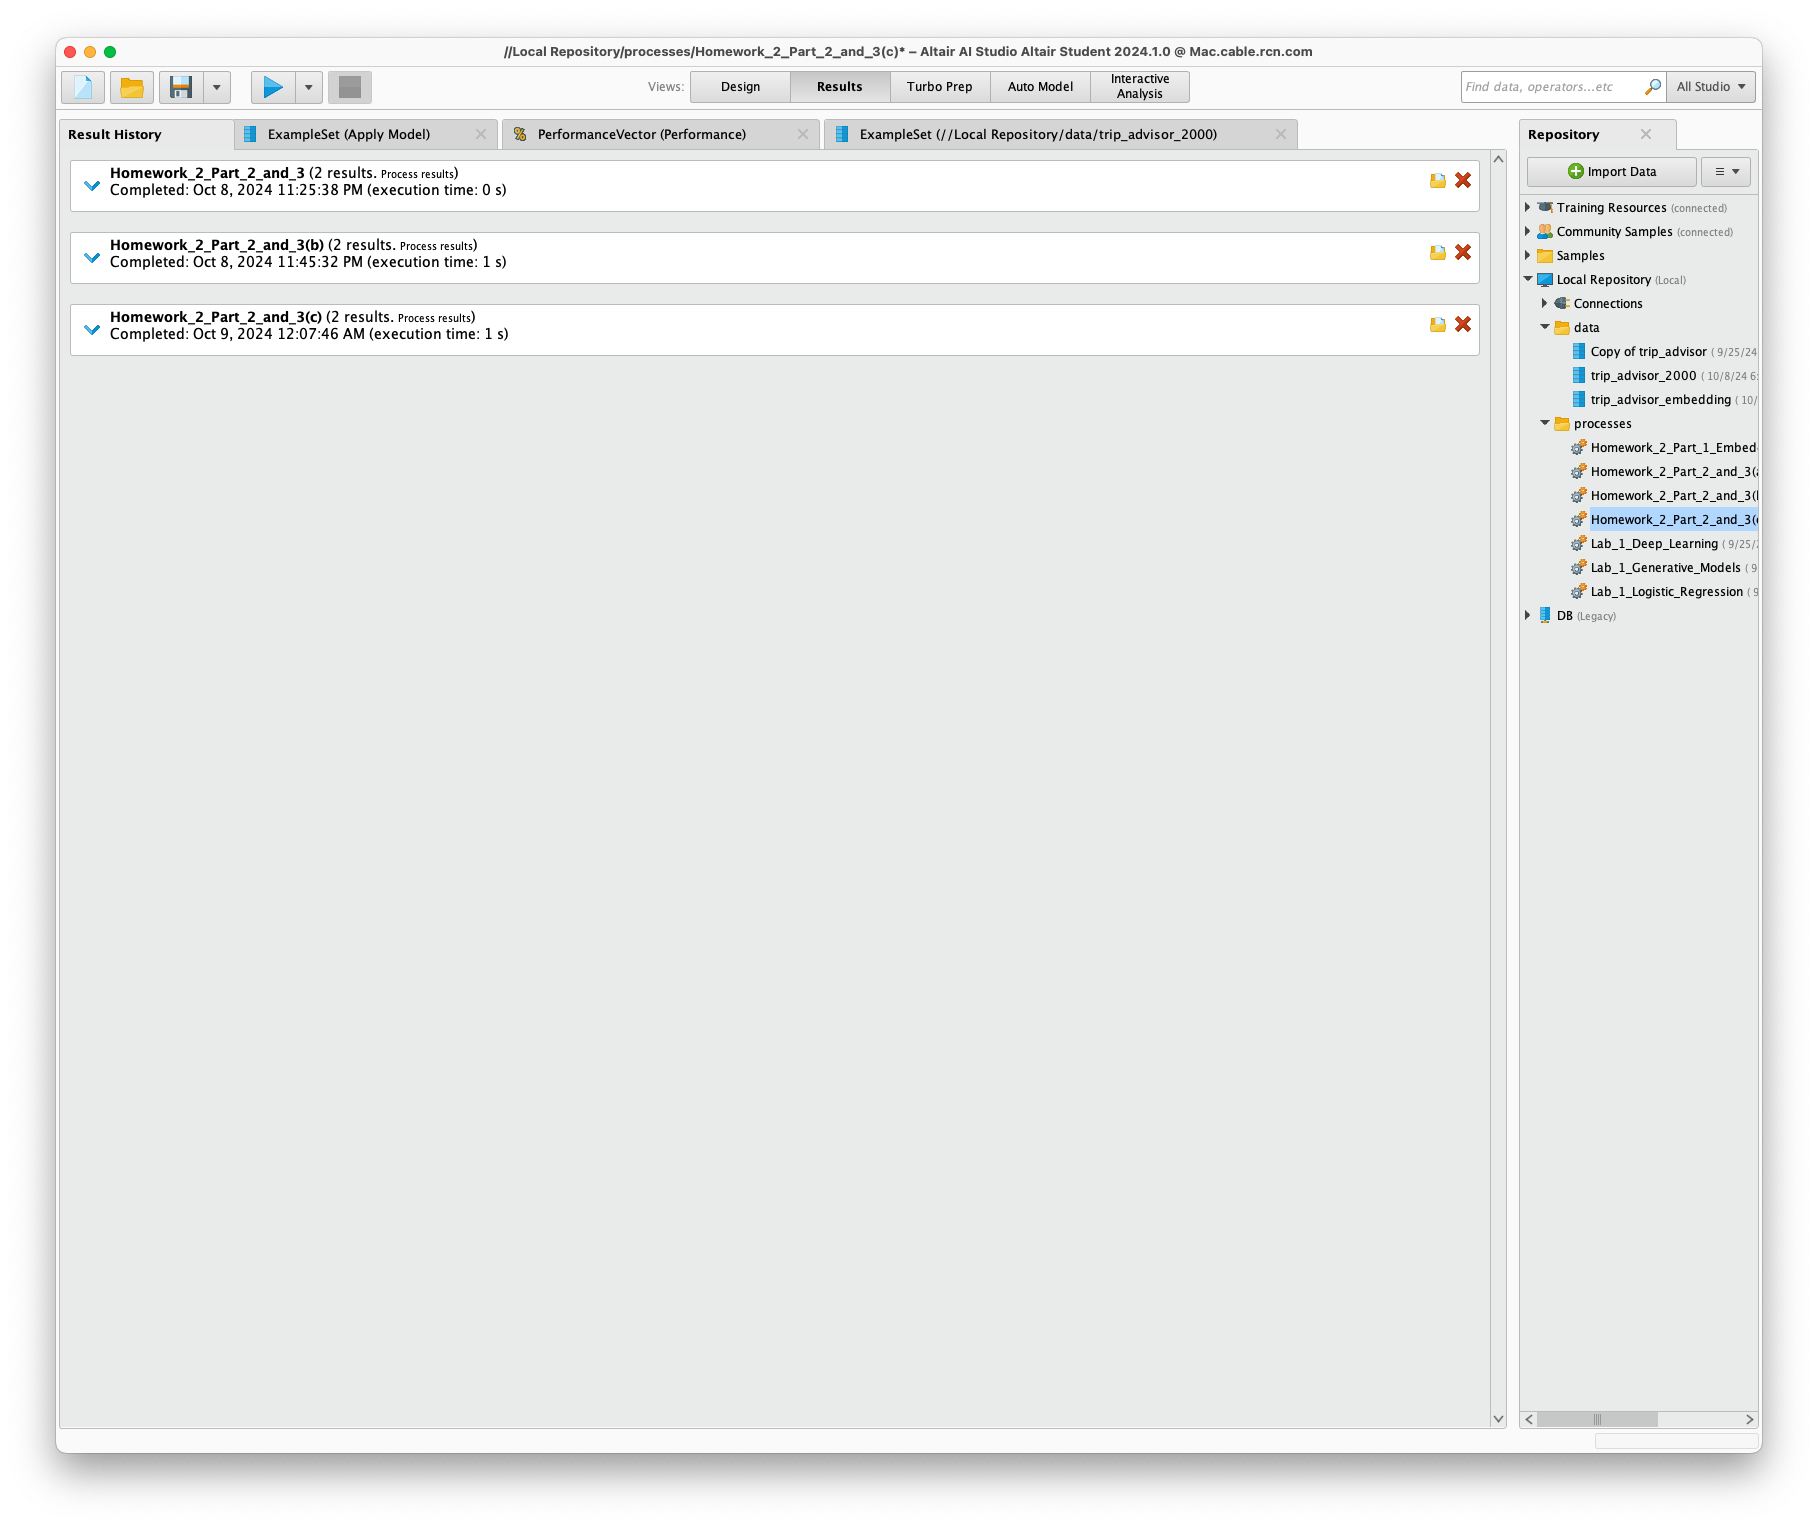 //Local Repository/processes/Homework_2_Part_2_and_3(c)* – Altair AI Studio Altair Student 2024.1.0 @ Mac.cable.rcn.com
Views:
Design
Results
Turbo Prep
Auto Model
Interactive
Analysis
Find data, operators...etc
All Studio
Result History
ExampleSet (Apply Model)
PerformanceVector (Performance)
ExampleSet (//Local Repository/data/trip_advisor_2000)
Homework_2_Part_2_and_3 (2 results. Process results)
Completed: Oct 8, 2024 11:25:38 PM (execution time: 0 s)
Homework_2_Part_2_and_3(b) (2 results. Process results)
Completed: Oct 8, 2024 11:45:32 PM (execution time: 1 s)
Homework_2_Part_2_and_3(c) (2 results. Process results)
Completed: Oct 9, 2024 12:07:46 AM (execution time: 1 s)
Repository
Import Data
Training Resources (connected)
Community Samples (connected)
Samples
Local Repository (Local)
Connections
data
Copy of trip_advisor ( 9/25/24
trip_advisor_2000 ( 10/8/24 6:
trip_advisor_embedding ( 10/
processes
Homework_2_Part_1_Embed
Homework_2_Part_2_and_3(
Homework_2_Part_2_and_3(
Homework_2_Part_2_and_3(
Lab_1_Deep_Learning ( 9/25/
Lab_1_Generative_Models ( 9
Lab_1_Logistic_Regression ( 9
DB (Legacy)